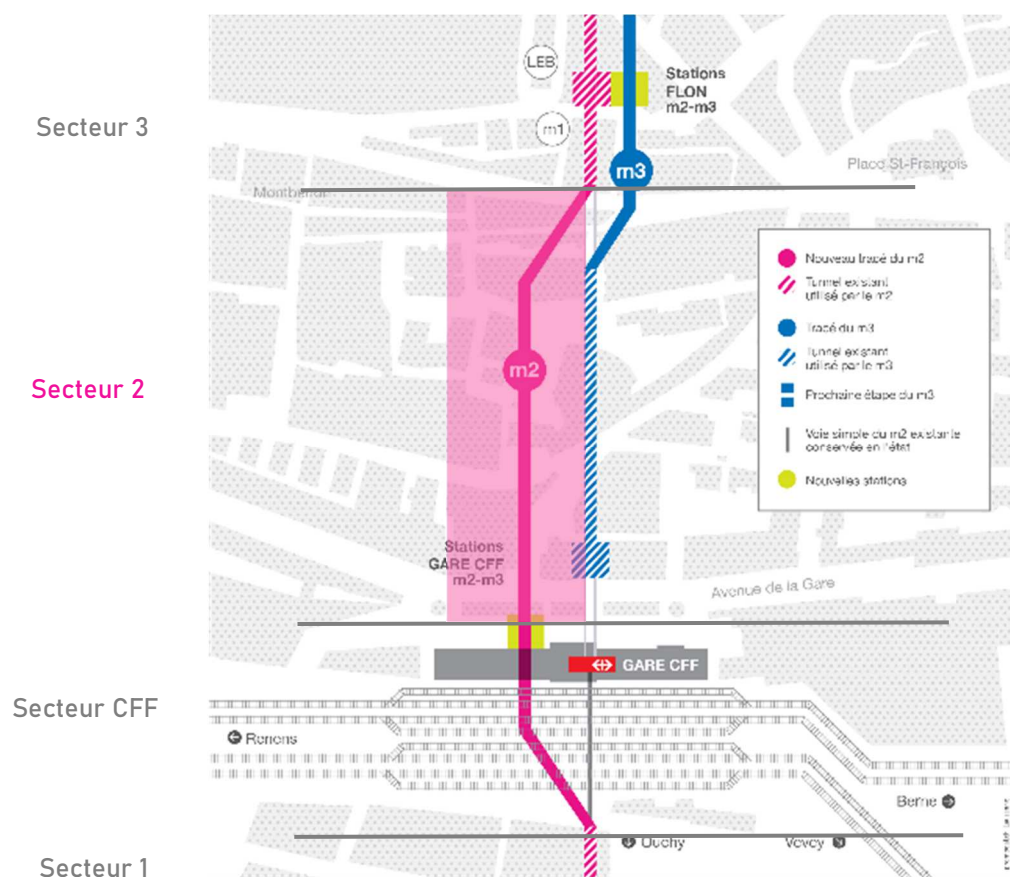 LEB
Stations
FLON
m2-m3
Secteur 3
m1
m3
Place St-François
Secteur 2
m2
Nouveau tracé du m2
Tunnel existant
utilisé par le m2
Tracé du m3
Tunnel existant
utilisé par le m3
Prochaine étape du m3
Voie simple du m2 existante
conservée en l'état
Nouvelles stations
Stations
GARE CFF
m2-m3
Avenue de la Gare
GARE CFF
Secteur CFF
Renens
Berne
Ouchy
Vevey
Secteur 1